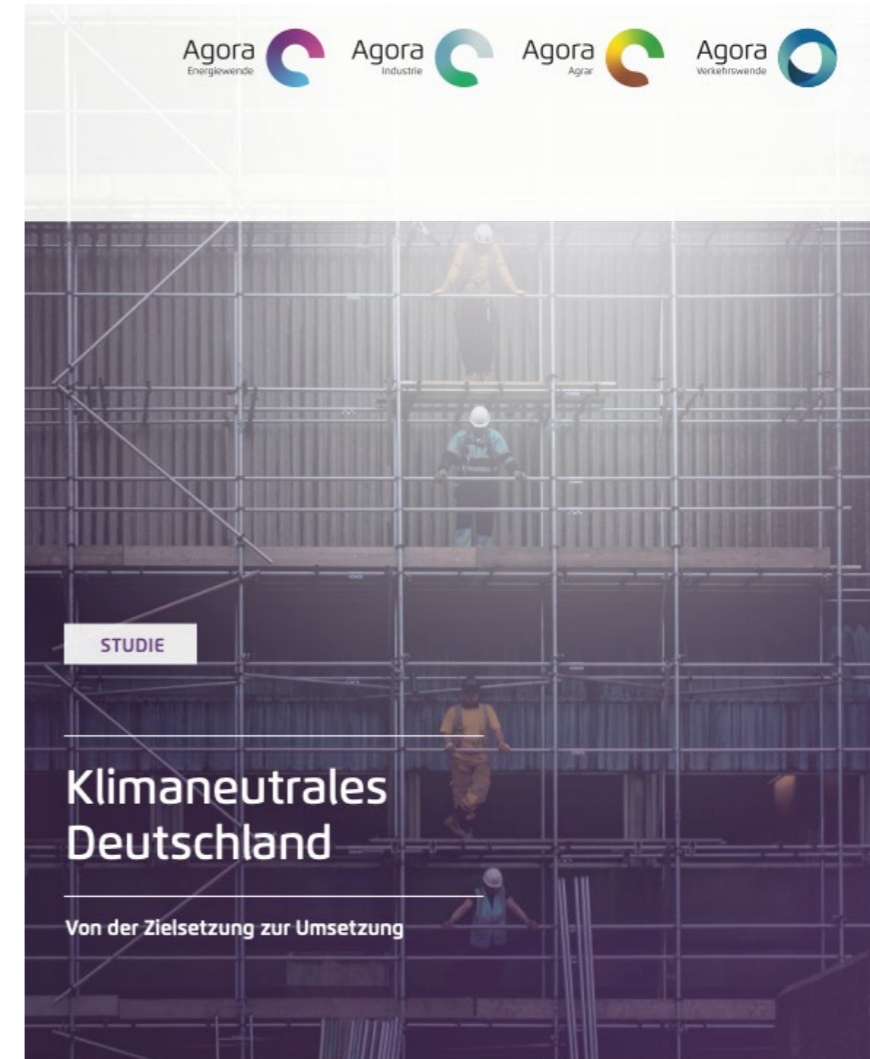 Agora
Energiewende
Agora
Industrie
Agora
Agrar
Agora
Verkehrswende
STUDIE
Klimaneutrales
Deutschland
Von der Zielsetzung zur Umsetzung